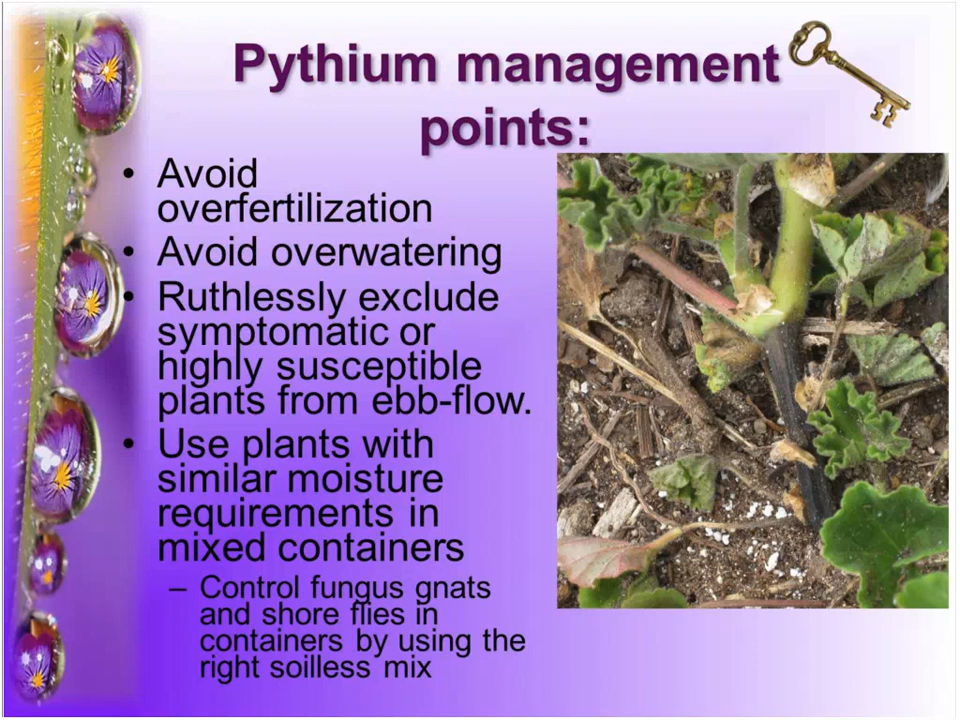 Pythium management
points:
• Avoid
overfertilization
• Avoid overwatering
• Ruthlessly exclude
symptomatic or
highly susceptible
plants from ebb-flow.
• Use plants with
similar moisture
requirements in
mixed containers
– Control fungus gnats
and shore flies in
containers by using the
right soilless mix